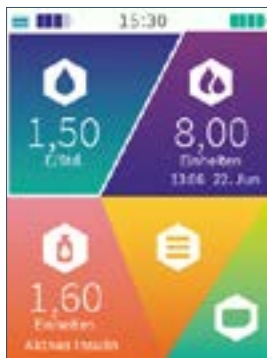 15:30
1,50
E/Std.
8,00
Einheiten
13:06 22. Jun
1,60
Einheiten
Aktives Insulin